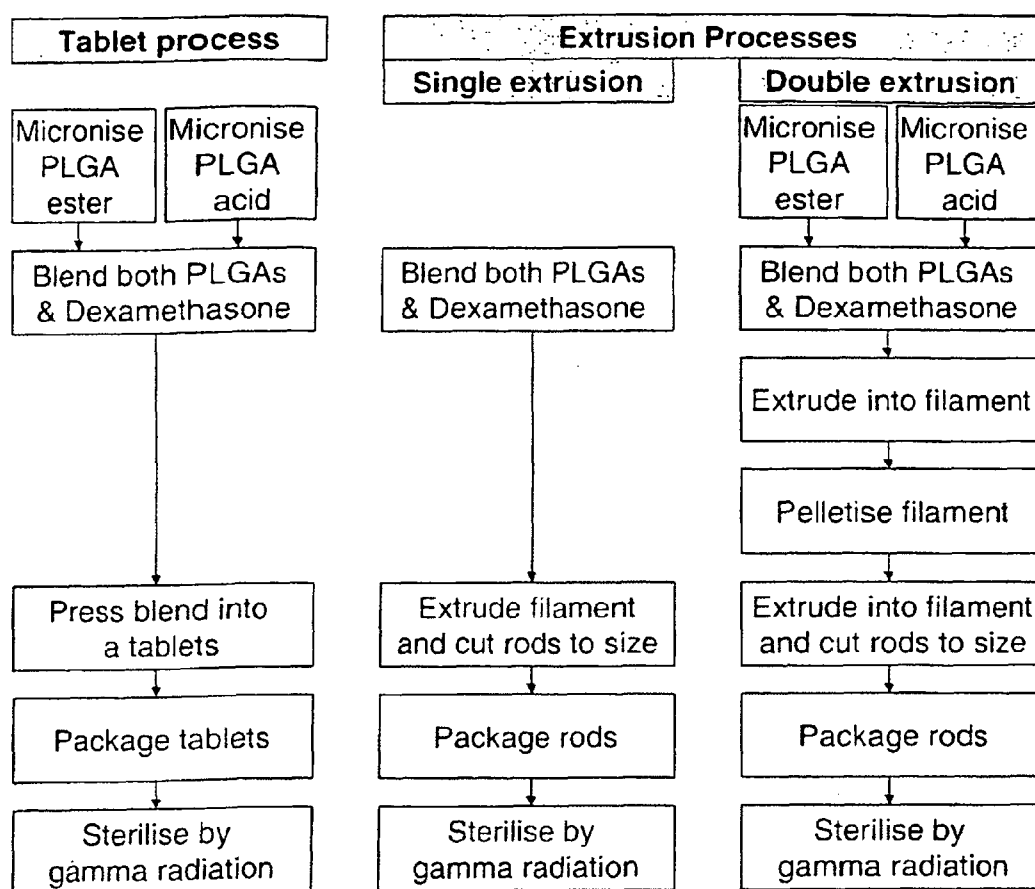 Tablet process
Extrusion Processes
Single extrusion
Double extrusion
Micronise
PLGA
ester
Micronise
PLGA
acid
Blend both PLGAs
& Dexamethasone
Press blend into
a tablets
Package tablets
Sterilise by
gamma radiation
Blend both PLGAs
& Dexamethasone
Extrude filament
and cut rods to size
Package rods
Sterilise by
gamma radiation
Micronise
PLGA
ester
Micronise
PLGA
acid
Blend both PLGAs
& Dexamethasone
Extrude into filament
Pelletise filament
Extrude into filament
and cut rods to size
Package rods
Sterilise by
gamma radiation